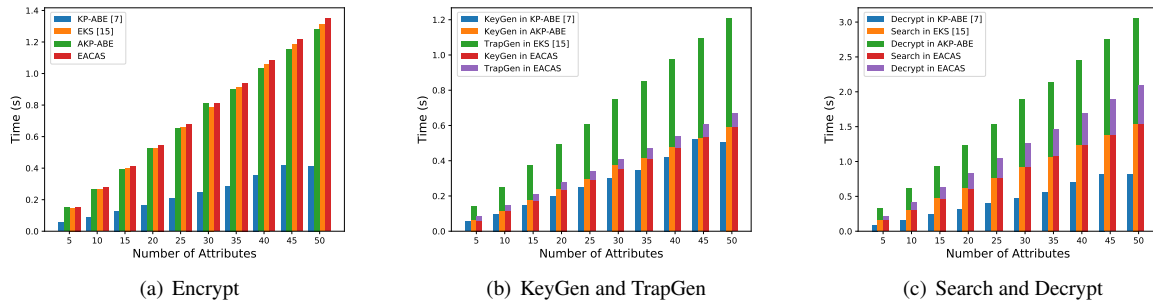 1.4
1.2
1.0
0.8
0.6
0.4
0.2
0.0
Time (s)
KP-ABE [7]
EKS [15]
AKP-ABE
EACAS
5 10 15 20 25 30 35 40 45 50
Number of Attributes
(a) Encrypt
1.2
1.0
0.8
0.6
0.4
0.2
0.0
Time (s)
KeyGen in KP-ABE [7]
KeyGen in AKP-ABE
TrapGen in EKS [15]
KeyGen in EACAS
TrapGen in EACAS
5 10 15 20 25 30 35 40 45 50
Number of Attributes
(b) KeyGen and TrapGen
3.0
2.5
2.0
1.5
1.0
0.5
0.0
Time (s)
Decrypt in KP-ABE [7]
Search in EKS [15]
Decrypt in AKP-ABE
Search in EACAS
Decrypt in EACAS
5 10 15 20 25 30 35 40 45 50
Number of Attributes
(c) Search and Decrypt